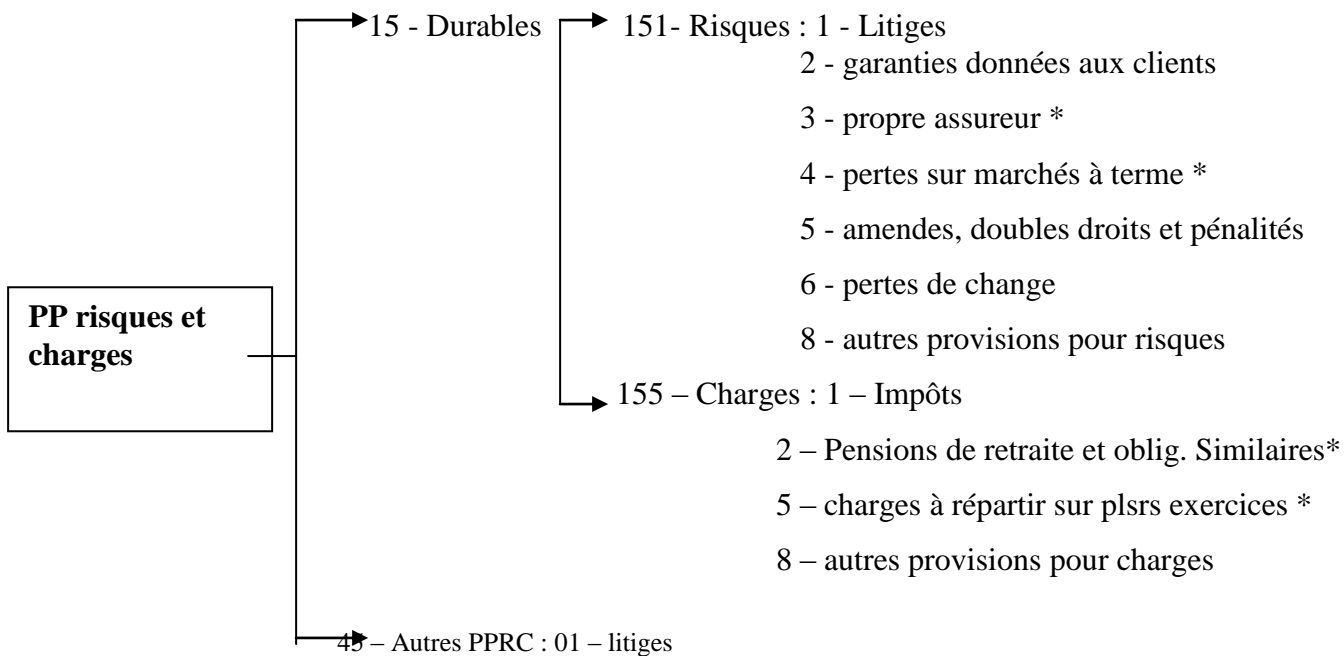 15 - Durables
151- Risques : 1 - Litiges
2 - garanties données aux clients
3 - propre assureur *
4 - pertes sur marchés à terme *
5 - amendes, doubles droits et pénalités
6 - pertes de change
8 - autres provisions pour risques
PP risques et
charges
155 – Charges : 1 – Impôts
2 – Pensions de retraite et oblig. Similaires*
5 – charges à répartir sur plsrs exercices *
8 – autres provisions pour charges
45 – Autres PPRC : 01 – litiges